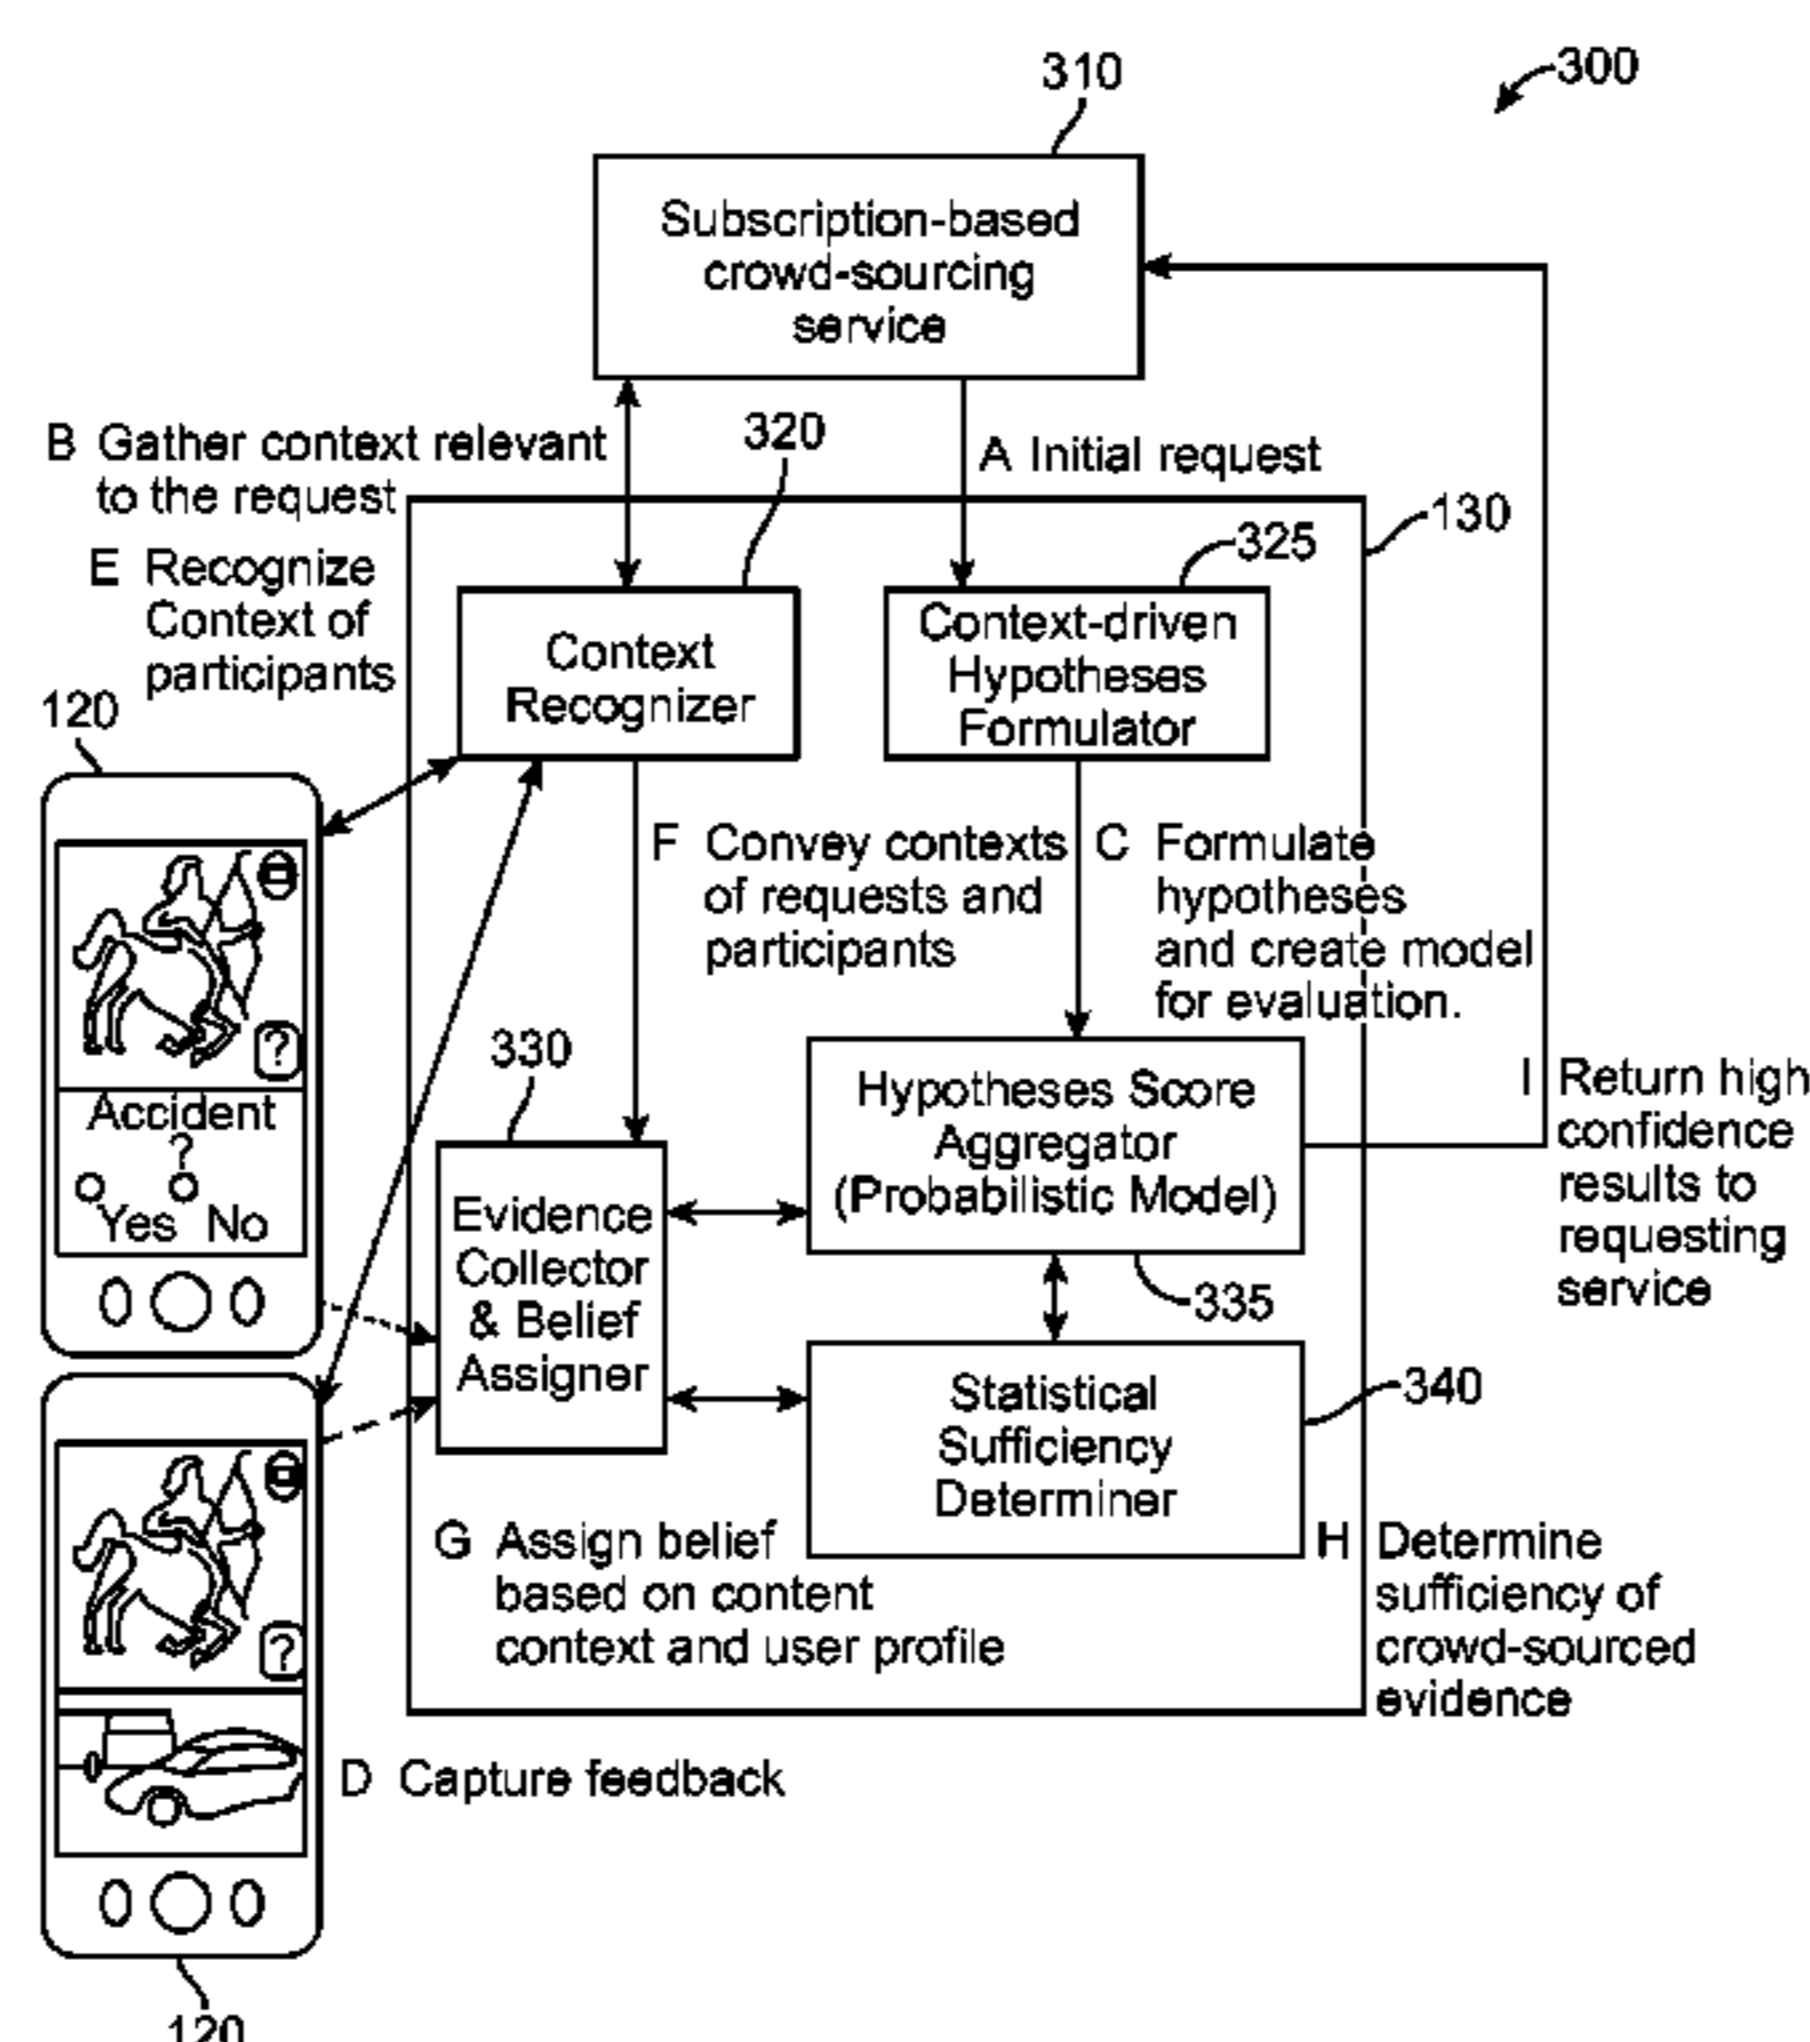 310
300
Subscription-based
crowd-sourcing
service
B Gather context relevant
to the request
320
A Initial request
130
E Recognize
Context of
participants
325
Context
Recognizer
Context-driven
Hypotheses
Formulator
120
F Convey contexts
of requests and
participants
C Formulate
hypotheses
and create model
for evaluation.
?
Accident
?
Yes No
330
Evidence
Collector
& Belief
Assigner
Hypotheses Score
Aggregator
(Probabilistic Model)
335
I Return high
confidence
results to
requesting
service
Statistical
Sufficiency
Determiner
340
G Assign belief
based on content
context and user profile
H Determine
sufficiency of
crowd-sourced
evidence
?
D Capture feedback
120